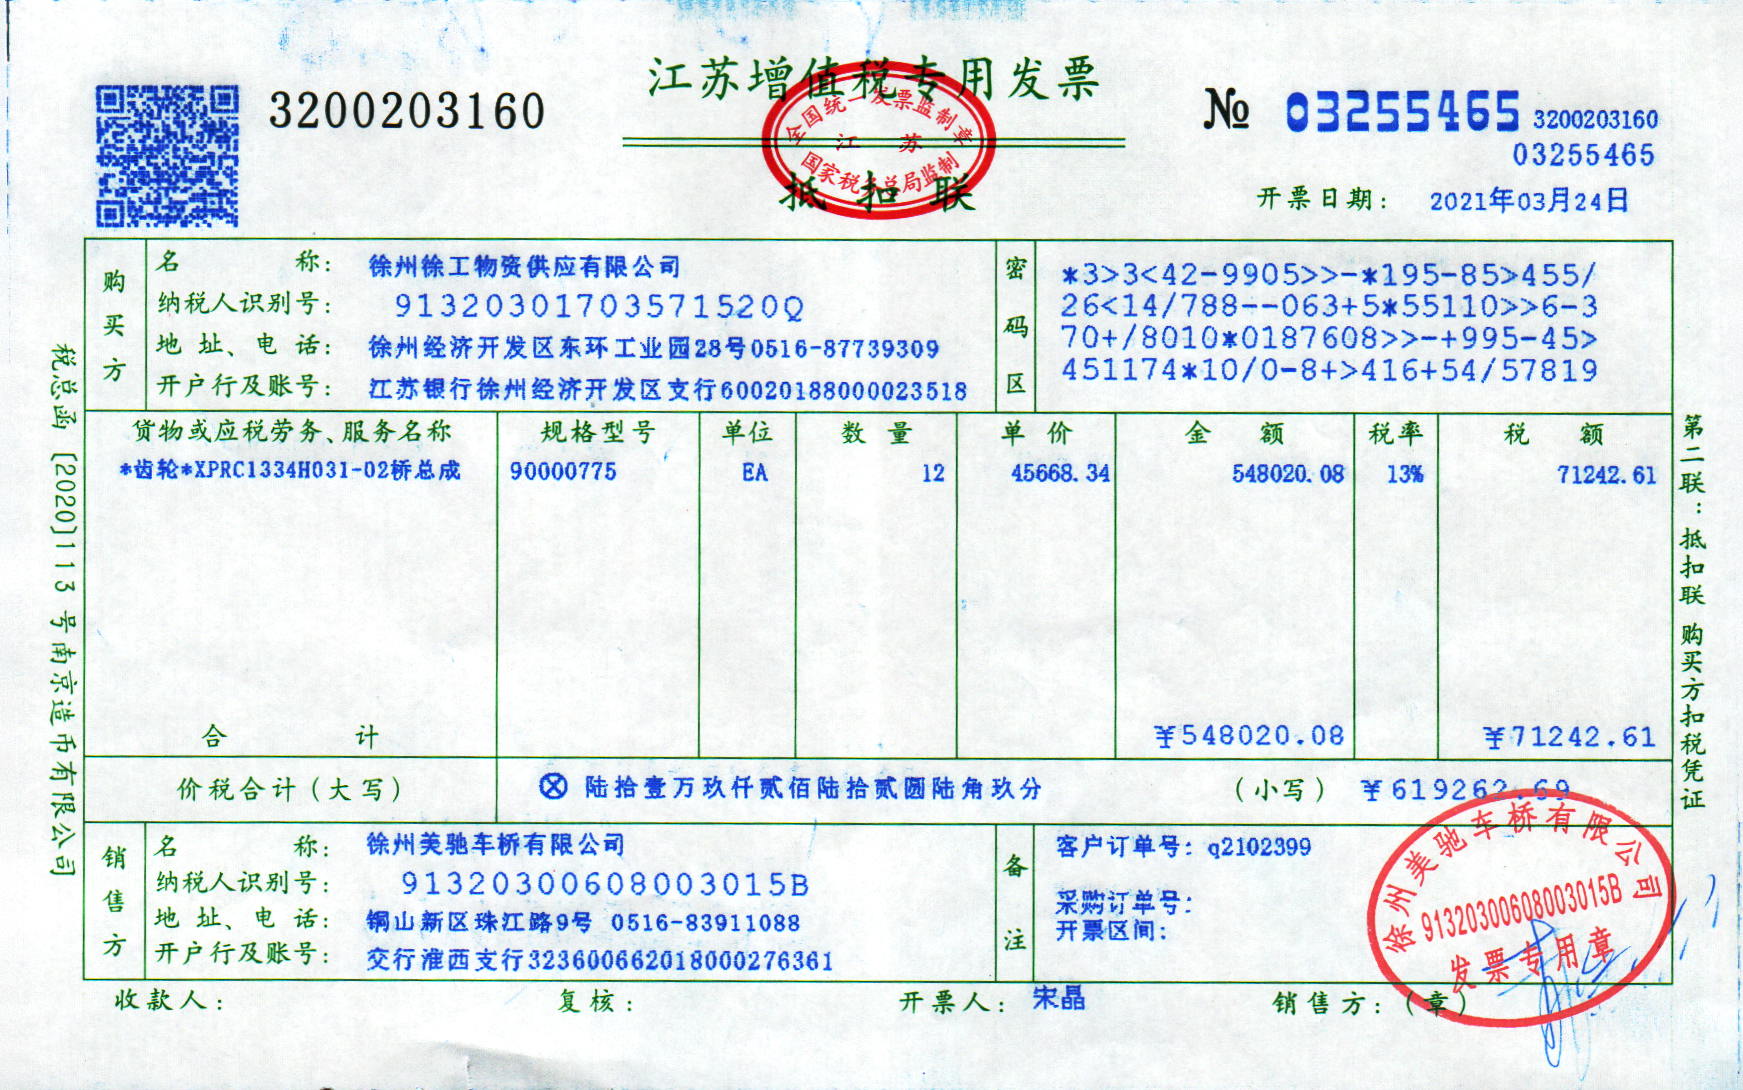 江苏增值税专用发票
3200203160
№ 03255465
3200203160
03255465
全国统一发票监制章
江苏
国家税务总局监制
抵扣联
开票日期: 2021年03月24日
购买方
名称: 徐州徐工物资供应有限公司
纳税人识别号: 91320301703571520Q
地址、电话: 徐州经济开发区东环工业园28号0516-87739309
开户行及账号: 江苏银行徐州经济开发区支行60020188000023518
密码区
*3>3<42-9905>>-*195-85>455/
26<14/788--063+5*55110>>6-3
70+/8010*0187608>>-+995-45>
451174*10/0-8+>416+54/57819
货物或应税劳务、服务名称 规格型号 单位 数量 单价 金额 税率 税额
*齿轮*XPRC1334H031-02桥总成 90000775 EA 12 45668.34 548020.08 13% 71242.61
合计 ¥548020.08 ¥71242.61
价税合计(大写) ⊗陆拾壹万玖仟贰佰陆拾贰圆陆角玖分 (小写) ¥619262.69
销售方
名称: 徐州美驰车桥有限公司
纳税人识别号: 91320300608003015B
地址、电话: 铜山新区珠江路9号 0516-83911088
开户行及账号: 交行淮西支行323600662018000276361
备注
客户订单号: q2102399
采购订单号:
开票区间:
徐州美驰车桥有限公司
91320300608003015B
发票专用章
收款人: 复核: 开票人: 宋晶 销售方:(章)
税总函[2020]113号南京造币有限公司
第二联:抵扣联 购买方扣税凭证